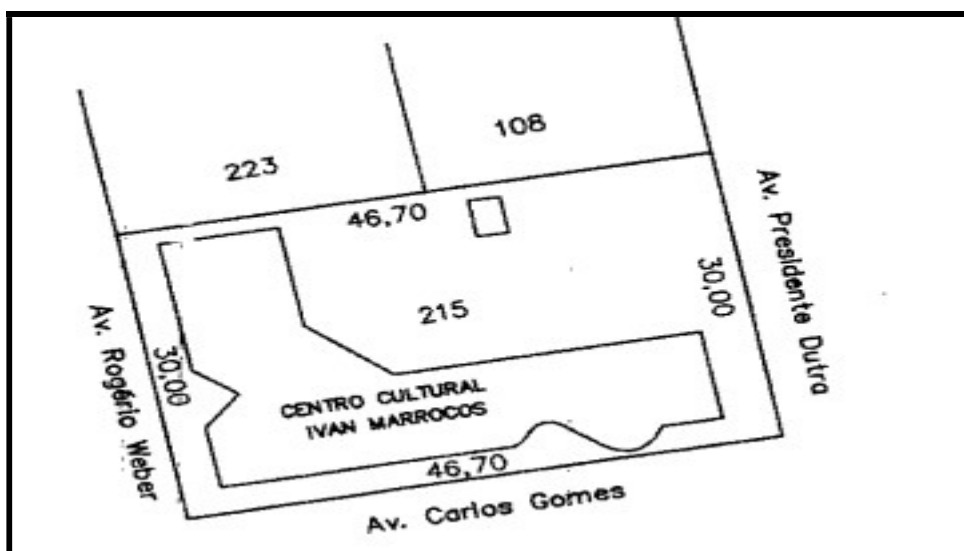 108
223
46,70
Av. Presidente Dutra
30,00
215
Av. Rogério Weber
30,00
CENTRO CULTURAL
IVAN MARROCOS
46,70
Av. Carlos Gomes